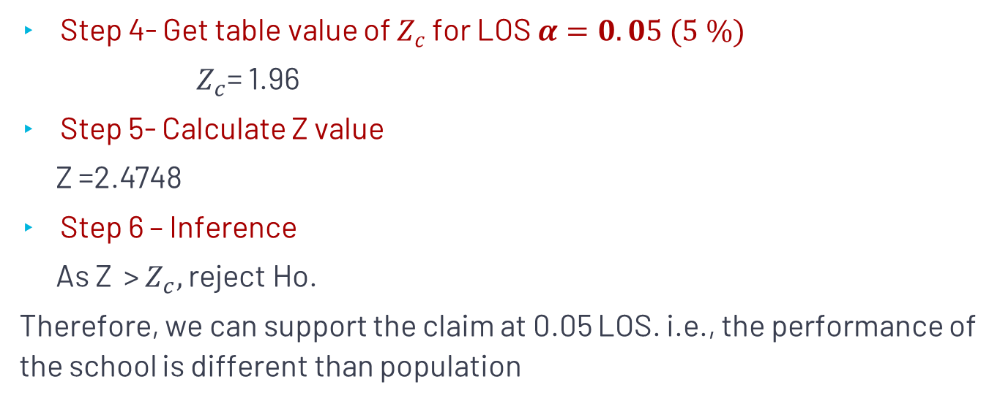 ‣ Step 4- Get table value of Z_c for LOS α = 0.05 (5 %)
Z_c= 1.96
‣ Step 5- Calculate Z value
Z =2.4748
‣ Step 6 – Inference
As Z > Z_c, reject Ho.
Therefore, we can support the claim at 0.05 LOS. i.e., the performance of
the school is different than population